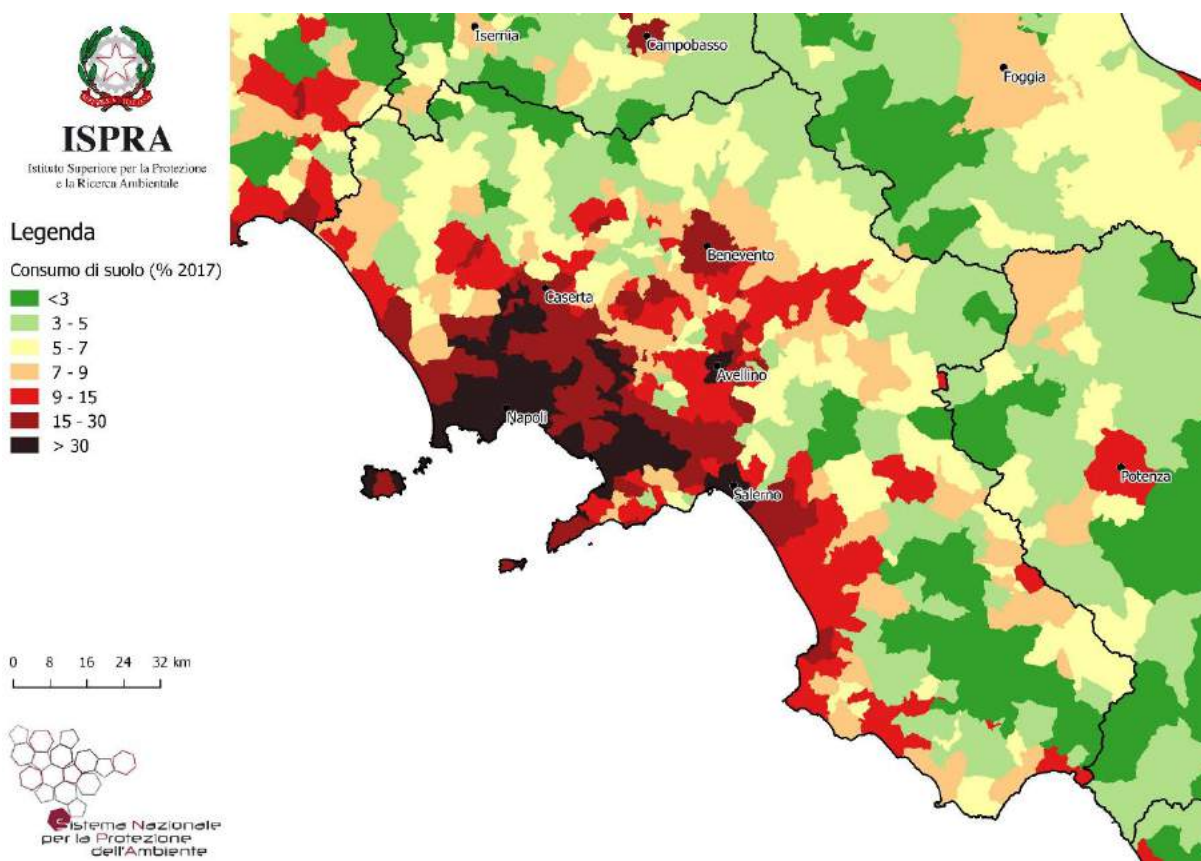 ISPRA
Istituto Superiore per la Protezione
e la Ricerca Ambientale
Legenda
Consumo di suolo (% 2017)
<3
3 - 5
5 - 7
7 - 9
9 - 15
15 - 30
> 30
0 8 16 24 32 km
Sistema Nazionale
per la Protezione
dell'Ambiente
Isernia
Campobasso
Foggia
Benevento
Caserta
Avellino
Napoli
Salerno
Potenza